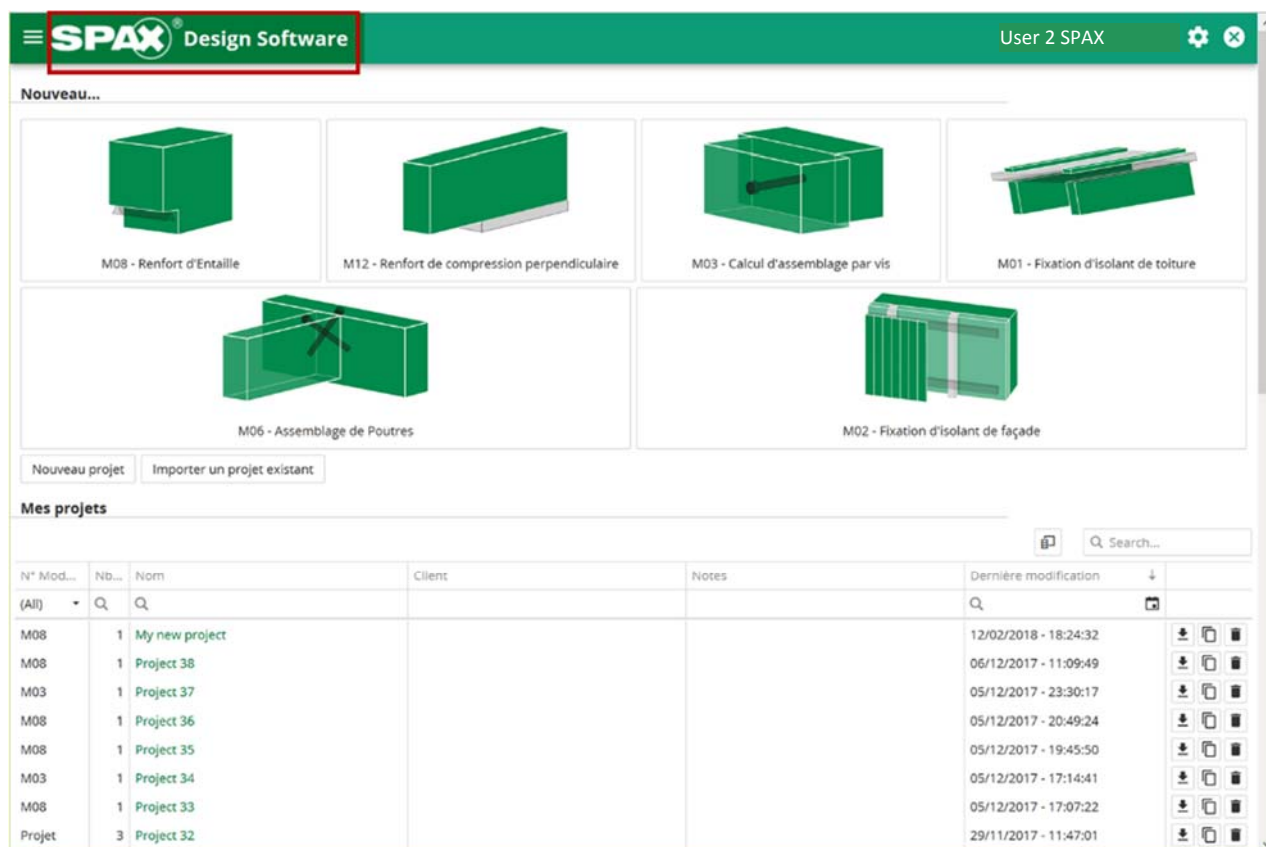 SPAX® Design Software User 2 SPAX
Nouveau...
M08 - Renfort d'Entaille M12 - Renfort de compression perpendiculaire M03 - Calcul d'assemblage par vis M01 - Fixation d'isolant de toiture
M06 - Assemblage de Poutres M02 - Fixation d'isolant de façade
Nouveau projet Importer un projet existant
Mes projets
Search...
N° Mod... Nb... Nom Client Notes Dernière modification
(All)
M08 1 My new project 12/02/2018 - 18:24:32
M08 1 Project 38 06/12/2017 - 11:09:49
M03 1 Project 37 05/12/2017 - 23:30:17
M08 1 Project 36 05/12/2017 - 20:49:24
M08 1 Project 35 05/12/2017 - 19:45:50
M03 1 Project 34 05/12/2017 - 17:14:41
M08 1 Project 33 05/12/2017 - 17:07:22
Projet 3 Project 32 29/11/2017 - 11:47:01